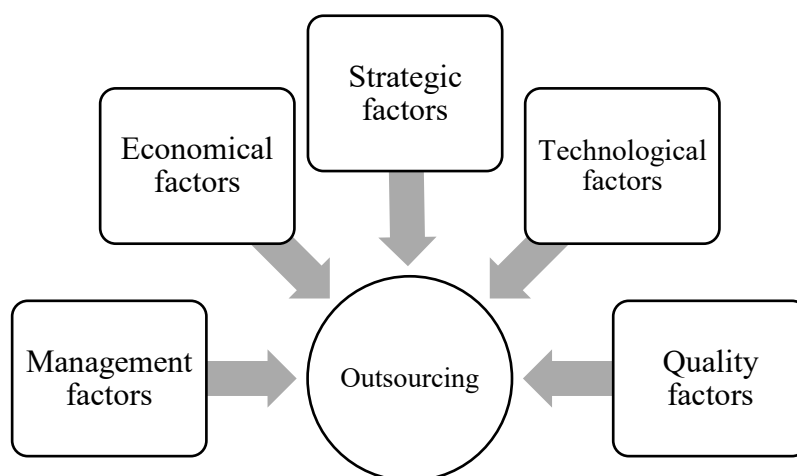 Strategic
factors
Economical
factors
Technological
factors
Management
factors
Outsourcing
Quality
factors